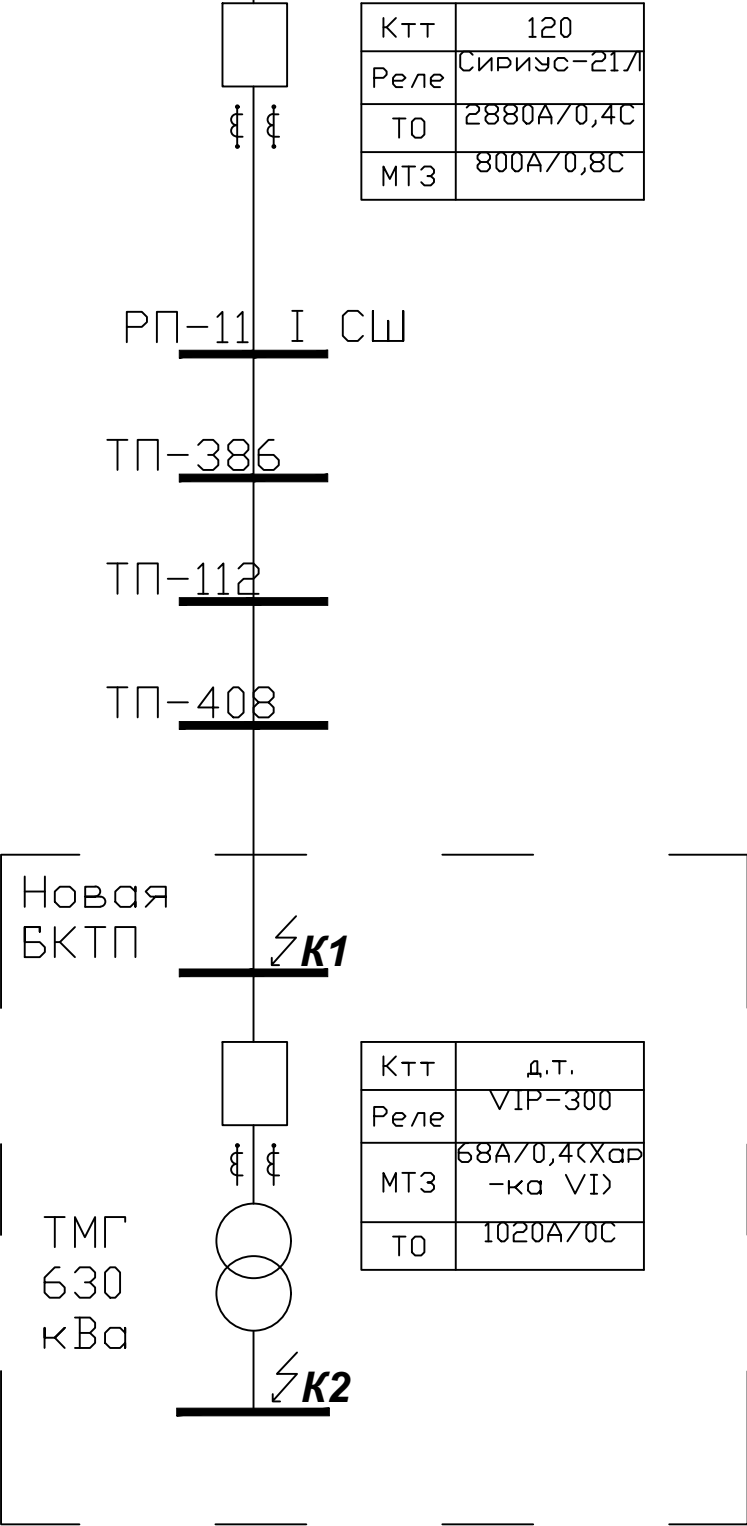 Ктт 120
Реле Сириус-21Л
ТО 2880А/0,4С
МТЗ 800А/0,8С
РП-11 I СШ
ТП-386
ТП-112
ТП-408
Новая
БКТП
К1
Ктт д.т.
Реле VIP-300
МТЗ 68А/0,4(Хар
-ка VI)
ТО 1020А/0С
ТМГ
630
кВа
К2